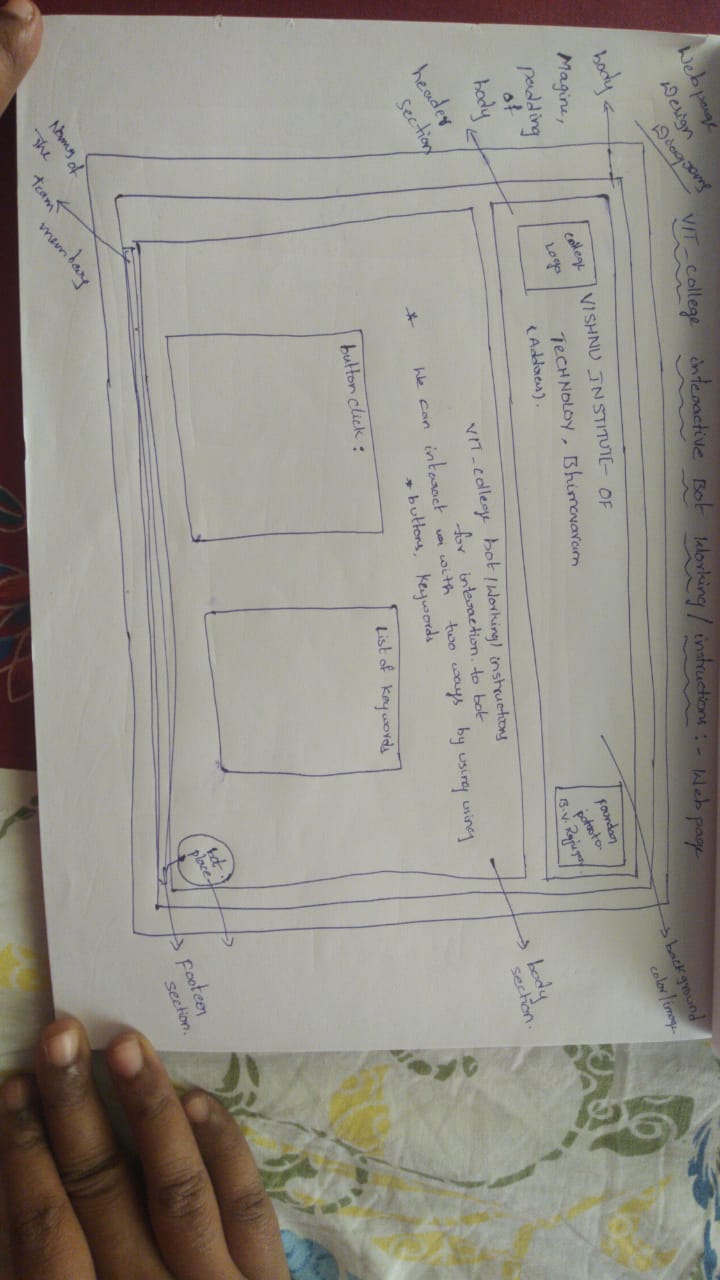 Web page
Design
Diagrams
VIT-college interactive Bot Working/instructions:- Web page
body
Magine,
padding
of
body
header
section
college
Logo
VISHNU INSTITUTE OF
TECHNOLOY, Bhimavaram
(Address).
founder
photo
B.V. Raju
background
color/image
VIT-college bot/Working/instructions
for interaction to bot
* We can interact with two ways by using using
* buttons, Keywords
button click:
List of Keywords
body
section.
bot
place
Footer
section.
Names of
the team
members